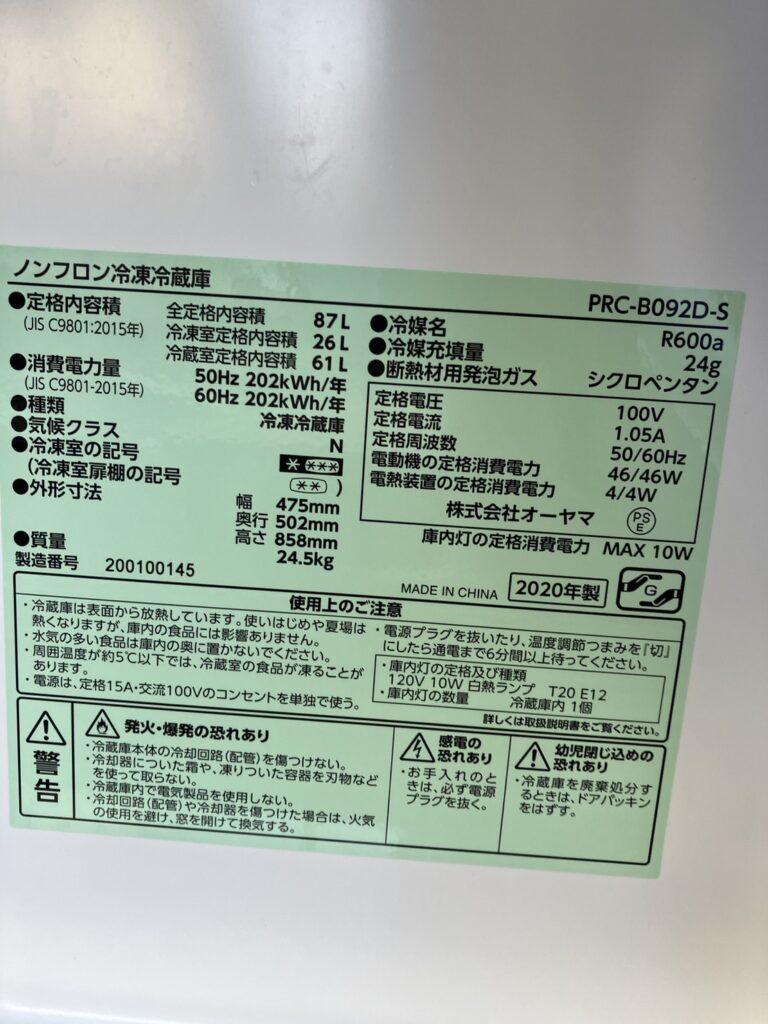 ノンフロン冷凍冷蔵庫
PRC-B092D-S
●定格内容積
(JIS C9801:2015年)
全定格内容積 87L
冷凍室定格内容積 26L
冷蔵室定格内容積 61L
●消費電力量
(JIS C9801-2015年)
50Hz 202kWh/年
60Hz 202kWh/年
●種類 冷凍冷蔵庫
●気候クラス N
●冷凍室の記号 * ***
(冷凍室扉棚の記号 ** )
●外形寸法
幅 475mm
奥行 502mm
高さ 858mm
●質量 24.5kg
製造番号 200100145
●冷媒名 R600a
●冷媒充填量 24g
●断熱材用発泡ガス シクロペンタン
定格電圧 100V
定格電流 1.05A
定格周波数 50/60Hz
電動機の定格消費電力 46/46W
電熱装置の定格消費電力 4/4W
株式会社オーヤマ PS E
庫内灯の定格消費電力 MAX 10W
MADE IN CHINA 2020年製 G
使用上のご注意
・冷蔵庫は表面から放熱しています。使いはじめや夏場は
熱くなりますが、庫内の食品には影響ありません。
・水気の多い食品は庫内の奥に置かないでください。
・周囲温度が約5℃以下では、冷蔵室の食品が凍ることが
あります。
・電源は、定格15A・交流100Vのコンセントを単独で使う。
・電源プラグを抜いたり、温度調節つまみを『切』
にしたら通電まで6分間以上待ってください。
・庫内灯の定格及び種類
120V 10W 白熱ランプ T20 E12
・庫内灯の数量 冷蔵庫内 1個
詳しくは取扱説明書をご覧ください。
警告
発火・爆発の恐れあり
・冷蔵庫本体の冷却回路(配管)を傷つけない。
・冷却器についた霜や、凍りついた容器を刃物など
を使って取らない。
・冷蔵庫内で電気製品を使用しない。
・冷却回路(配管)や冷却器を傷つけた場合は、火気
の使用を避け、窓を開けて換気する。
感電の
恐れあり
・お手入れのと
きは、必ず電源
プラグを抜く。
幼児閉じ込めの
恐れあり
・冷蔵庫を廃棄処分す
るときは、ドアパッキン
をはずす。